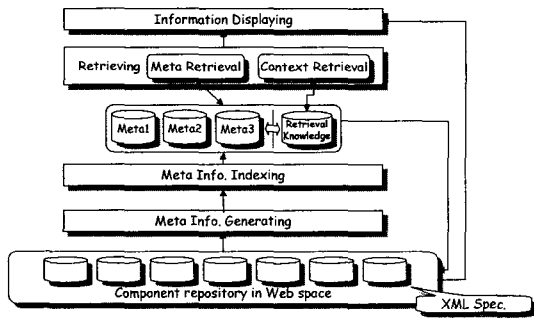 Information Displaying
Retrieving Meta Retrieval Context Retrieval
Meta1 Meta2 Meta3 Retrieval
Knowledge
Meta Info. Indexing
Meta Info. Generating
Component repository in Web space
XML Spec.